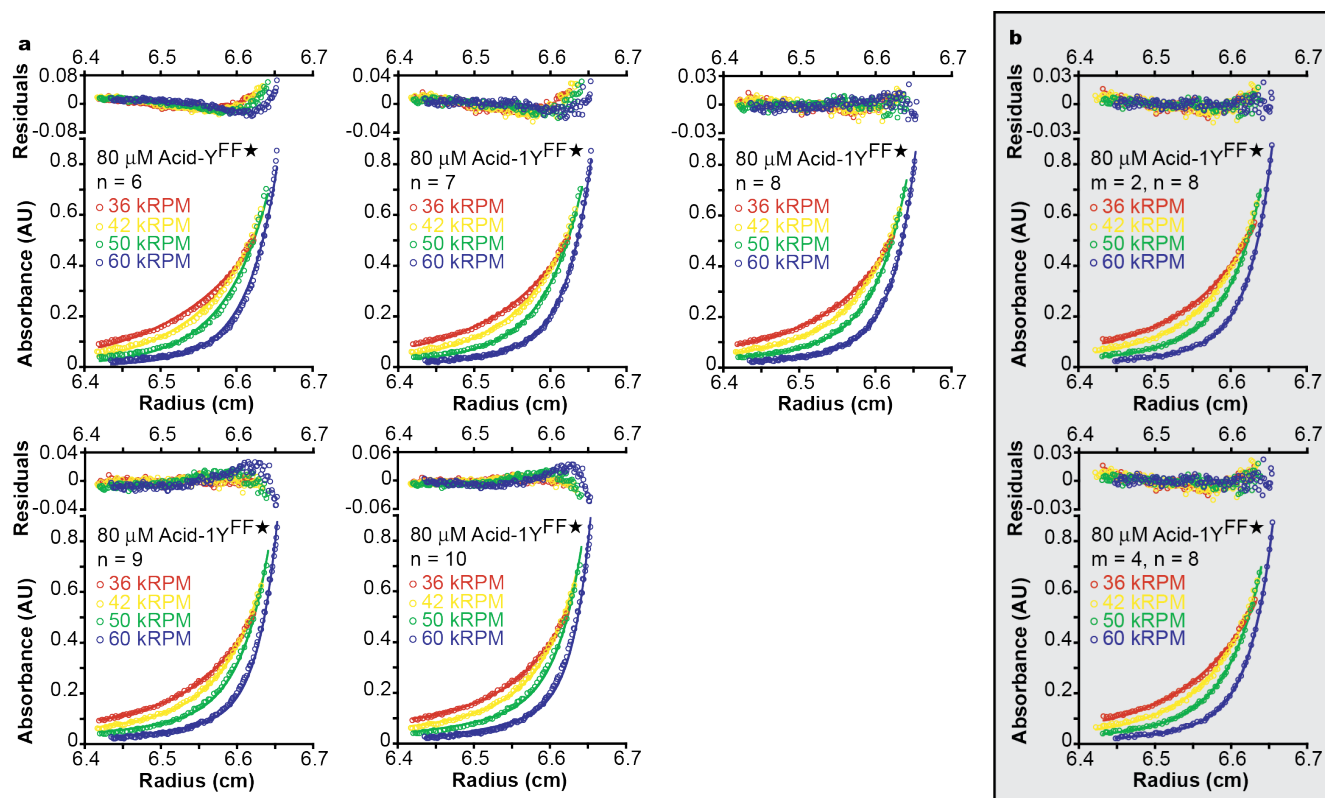 a
6.4 6.5 6.6 6.7
Residuals
0.08
0
-0.08
80 μM Acid-Y^FF★
n = 6
36 kRPM
42 kRPM
50 kRPM
60 kRPM
Absorbance (AU)
0.8
0.6
0.4
0.2
0
6.4 6.5 6.6 6.7
Radius (cm)
6.4 6.5 6.6 6.7
0.04
0
-0.04
80 μM Acid-1Y^FF★
n = 7
36 kRPM
42 kRPM
50 kRPM
60 kRPM
0.8
0.6
0.4
0.2
0
6.4 6.5 6.6 6.7
Radius (cm)
6.4 6.5 6.6 6.7
0.03
0
-0.03
80 μM Acid-1Y^FF★
n = 8
36 kRPM
42 kRPM
50 kRPM
60 kRPM
0.8
0.6
0.4
0.2
0
6.4 6.5 6.6 6.7
Radius (cm)
6.4 6.5 6.6 6.7
Residuals
0.04
0
-0.04
80 μM Acid-1Y^FF★
n = 9
36 kRPM
42 kRPM
50 kRPM
60 kRPM
Absorbance (AU)
0.8
0.6
0.4
0.2
0
6.4 6.5 6.6 6.7
Radius (cm)
6.4 6.5 6.6 6.7
0.06
0
-0.06
80 μM Acid-1Y^FF★
n = 10
36 kRPM
42 kRPM
50 kRPM
60 kRPM
0.8
0.6
0.4
0.2
0
6.4 6.5 6.6 6.7
Radius (cm)
b
6.4 6.5 6.6 6.7
Residuals
0.03
0
-0.03
80 μM Acid-1Y^FF★
m = 2, n = 8
36 kRPM
42 kRPM
50 kRPM
60 kRPM
Absorbance (AU)
0.8
0.6
0.4
0.2
0
6.4 6.5 6.6 6.7
Radius (cm)
6.4 6.5 6.6 6.7
Residuals
0.03
0
-0.03
80 μM Acid-1Y^FF★
m = 4, n = 8
36 kRPM
42 kRPM
50 kRPM
60 kRPM
Absorbance (AU)
0.8
0.6
0.4
0.2
0
6.4 6.5 6.6 6.7
Radius (cm)